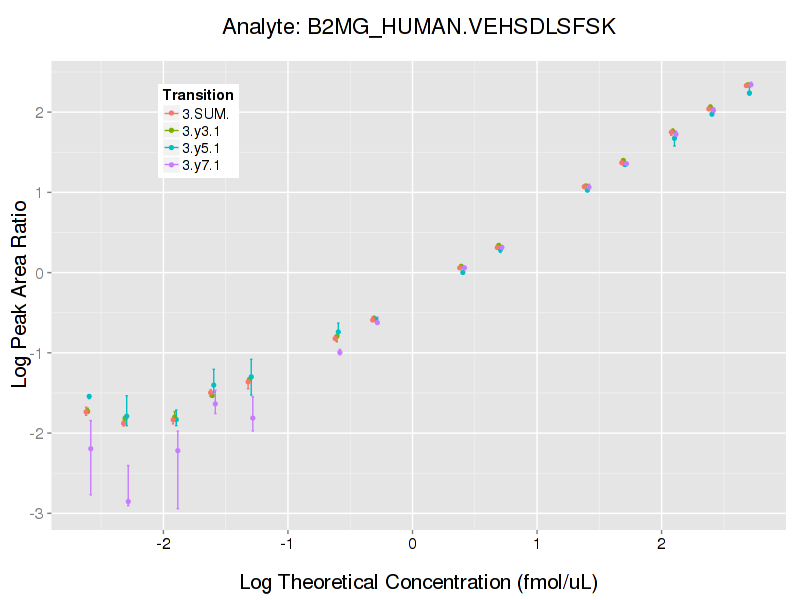 Analyte: B2MG_HUMAN.VEHSDLSFSK
Transition
3.SUM.
3.y3.1
3.y5.1
3.y7.1
Log Peak Area Ratio
2
1
0
-1
-2
-3
-2
-1
0
1
2
Log Theoretical Concentration (fmol/uL)